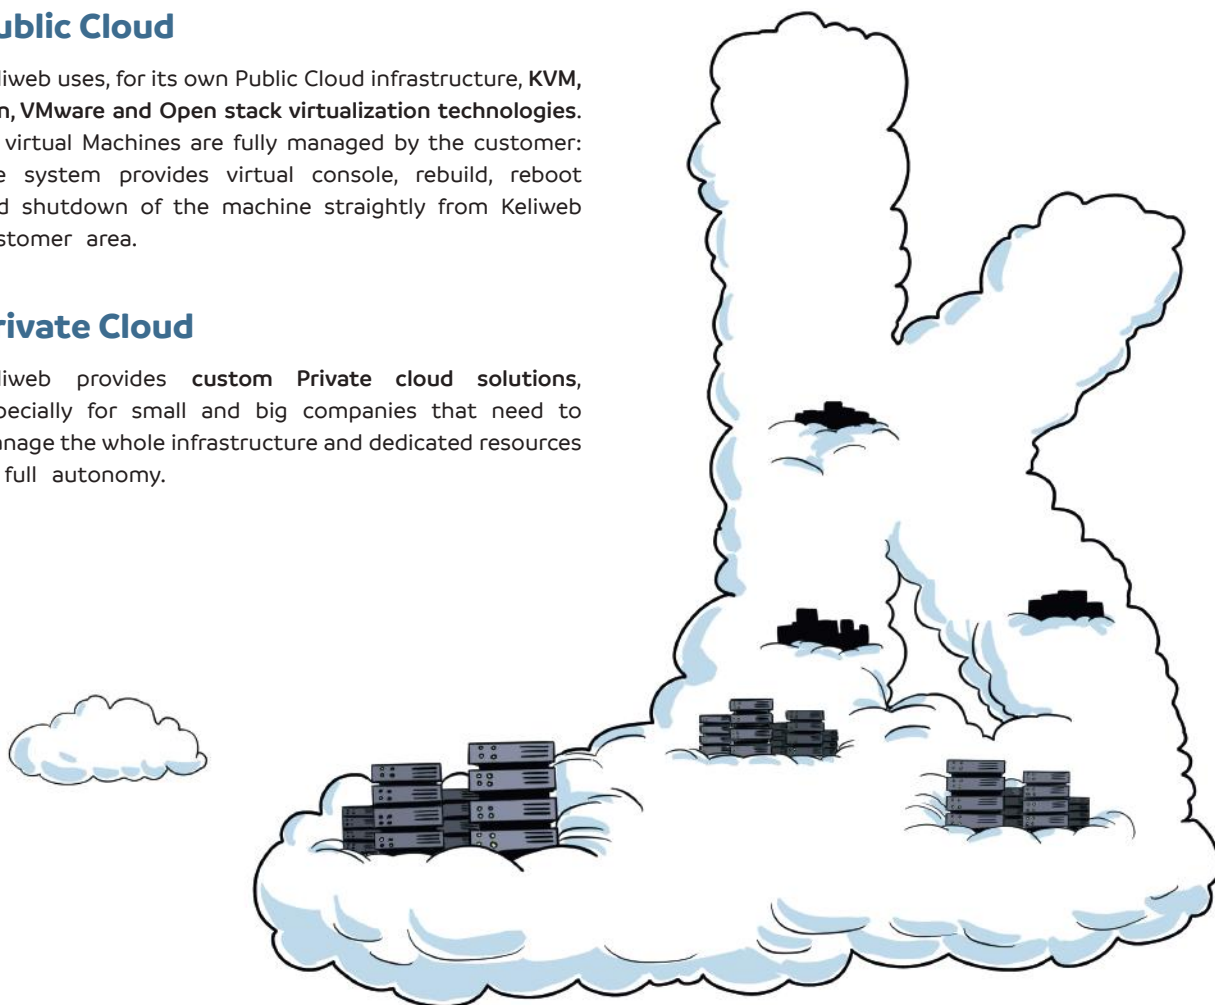 ublic Cloud
liweb uses, for its own Public Cloud infrastructure, KVM,
n, VMware and Open stack virtualization technologies.
virtual Machines are fully managed by the customer:
e system provides virtual console, rebuild, reboot
d shutdown of the machine straightly from Keliweb
stomer area.
rivate Cloud
liweb provides custom Private cloud solutions,
pecially for small and big companies that need to
anage the whole infrastructure and dedicated resources
full autonomy.